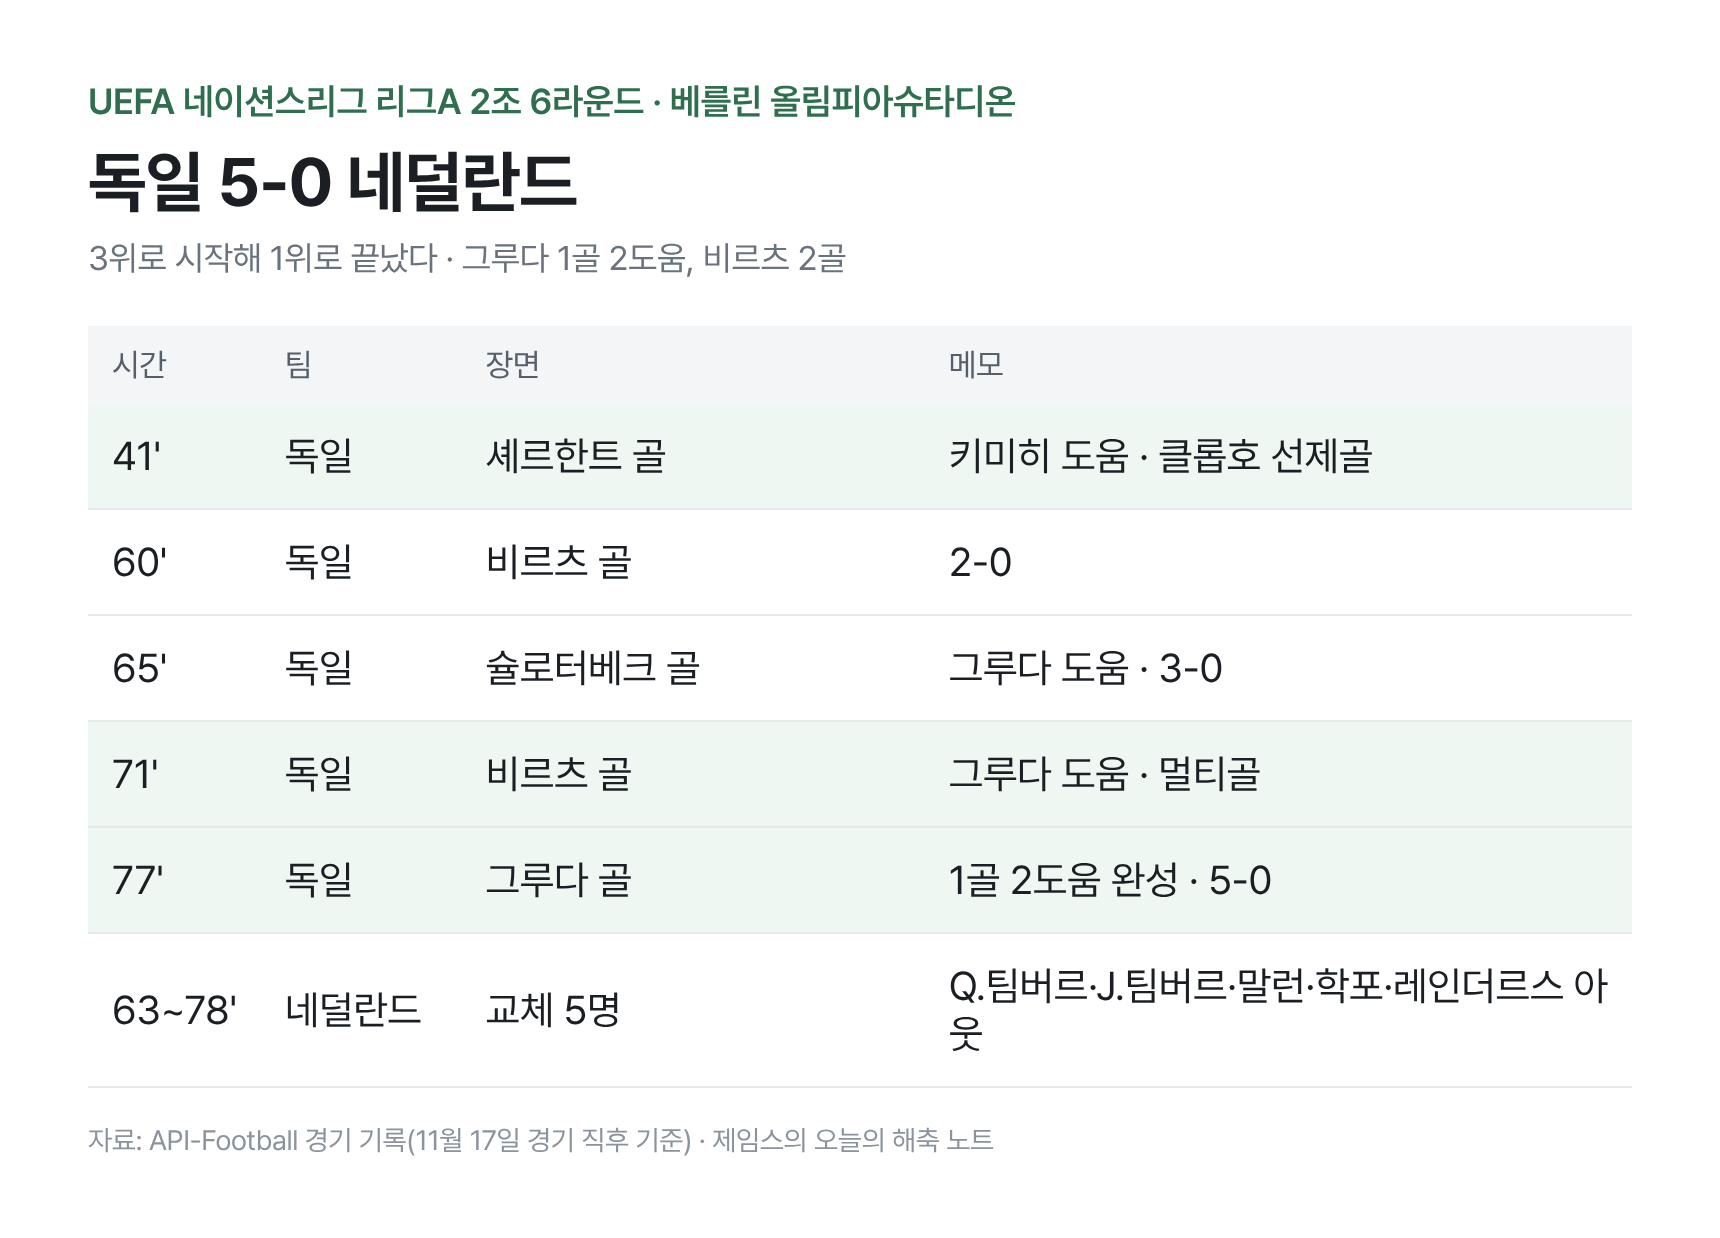 UEFA 네이션스리그 리그A 2조 6라운드 · 베를린 올림피아슈타디온
독일 5-0 네덜란드
3위로 시작해 1위로 끝났다 · 그루다 1골 2도움, 비르츠 2골
시간 팀 장면 메모
41' 독일 셰르한트 골 키미히 도움 · 클롭호 선제골
60' 독일 비르츠 골 2-0
65' 독일 슐로터베크 골 그루다 도움 · 3-0
71' 독일 비르츠 골 그루다 도움 · 멀티골
77' 독일 그루다 골 1골 2도움 완성 · 5-0
63~78' 네덜란드 교체 5명 Q.팀버르·J.팀버르·말런·학포·레인더르스 아
웃
자료: API-Football 경기 기록(11월 17일 경기 직후 기준) · 제임스의 오늘의 해축 노트